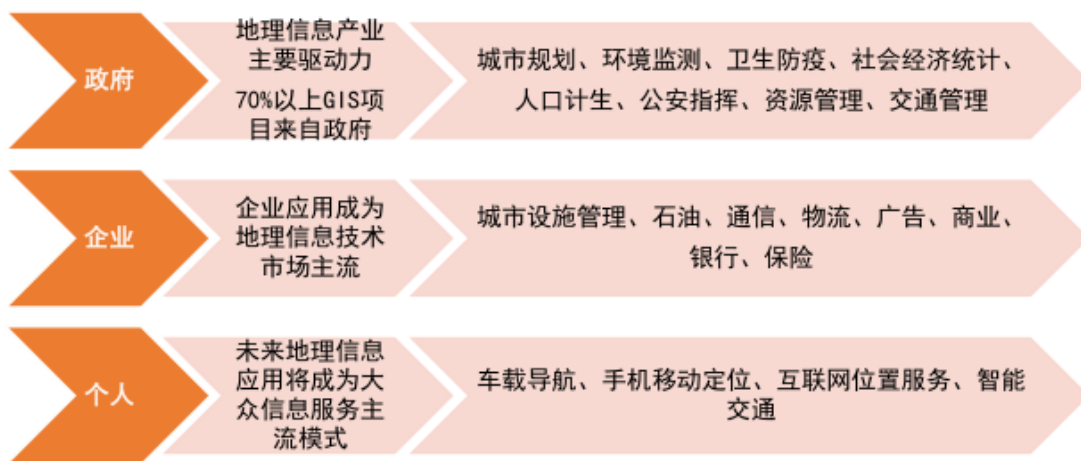 政府
地理信息产业
主要驱动力
70%以上GIS项
目来自政府
城市规划、环境监测、卫生防疫、社会经济统计、
人口计生、公安指挥、资源管理、交通管理
企业
企业应用成为
地理信息技术
市场主流
城市设施管理、石油、通信、物流、广告、商业、
银行、保险
个人
未来地理信息
应用将成为大
众信息服务主
流模式
车载导航、手机移动定位、互联网位置服务、智能
交通